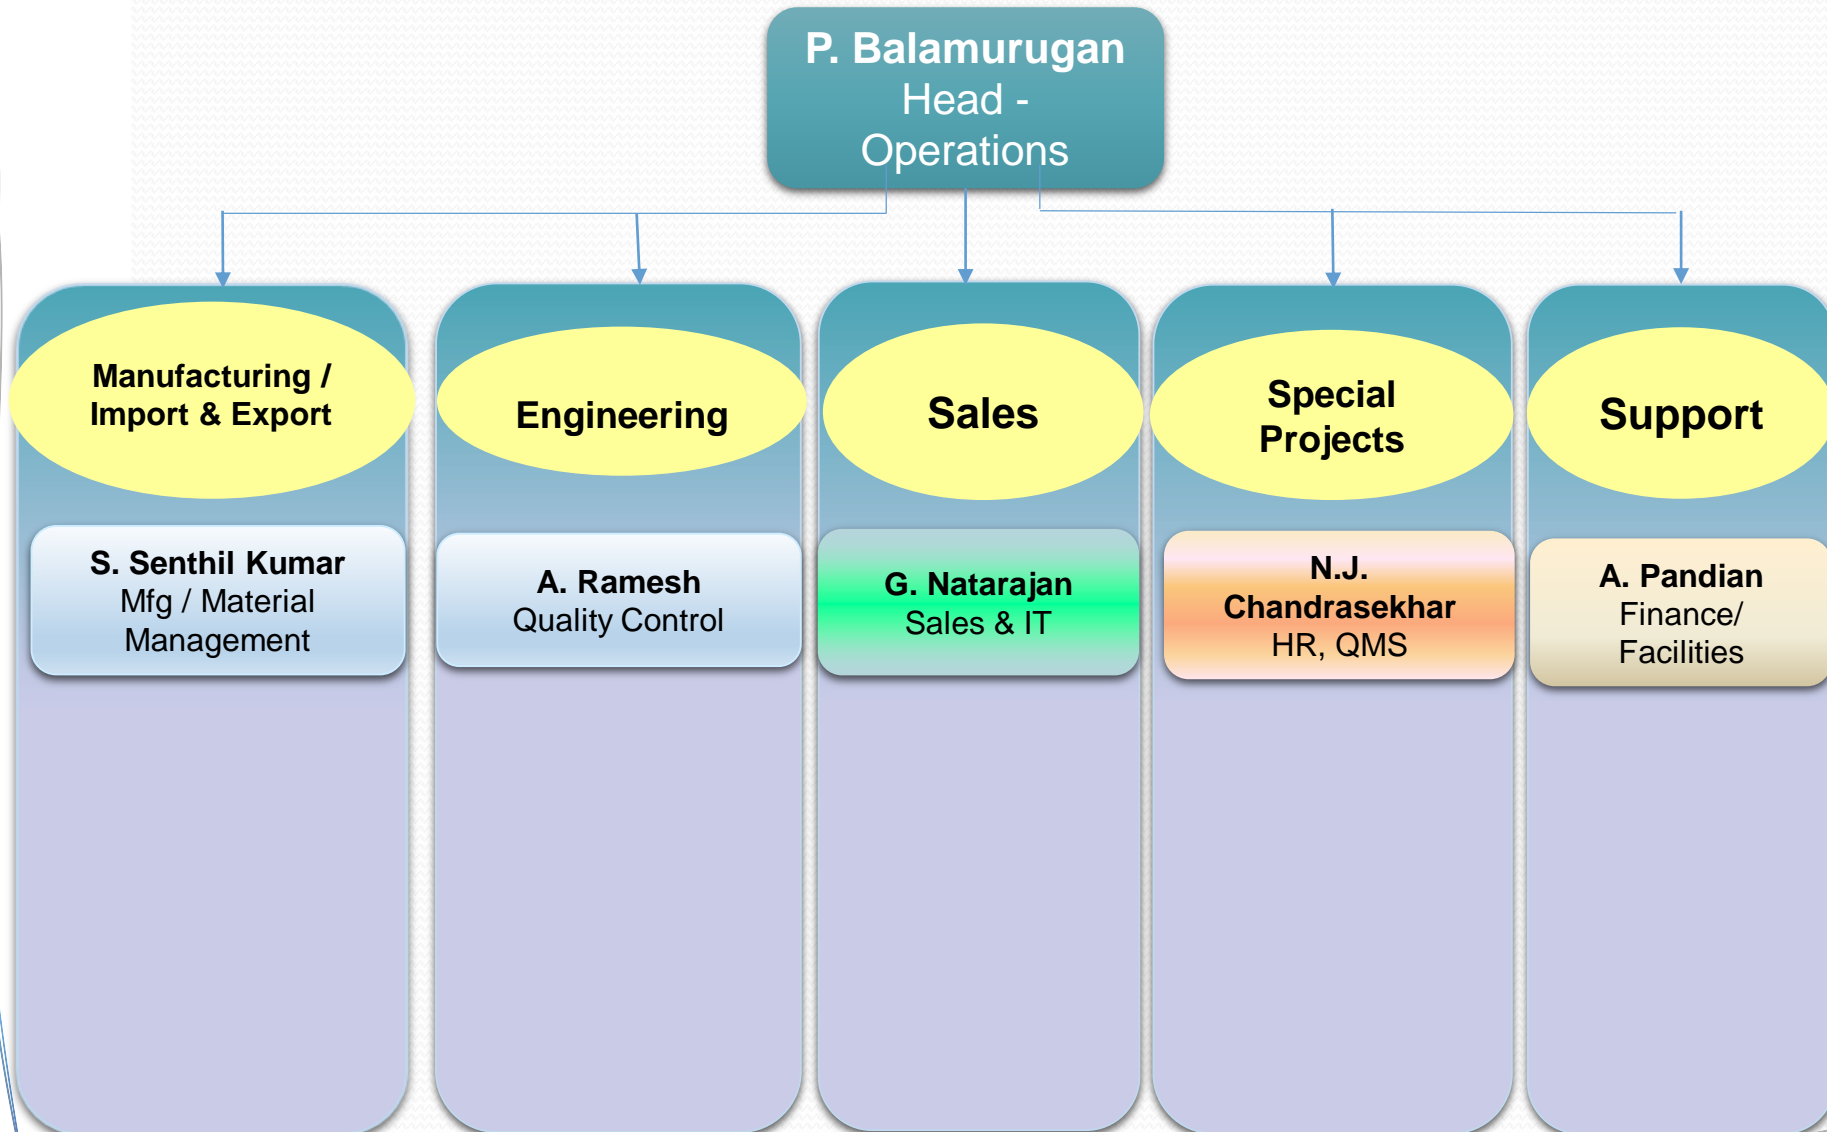 P. Balamurugan
Head -
Operations
Manufacturing /
Import & Export
Engineering
Sales
Special
Projects
Support
S. Senthil Kumar
Mfg / Material
Management
A. Ramesh
Quality Control
G. Natarajan
Sales & IT
N.J.
Chandrasekhar
HR, QMS
A. Pandian
Finance/
Facilities